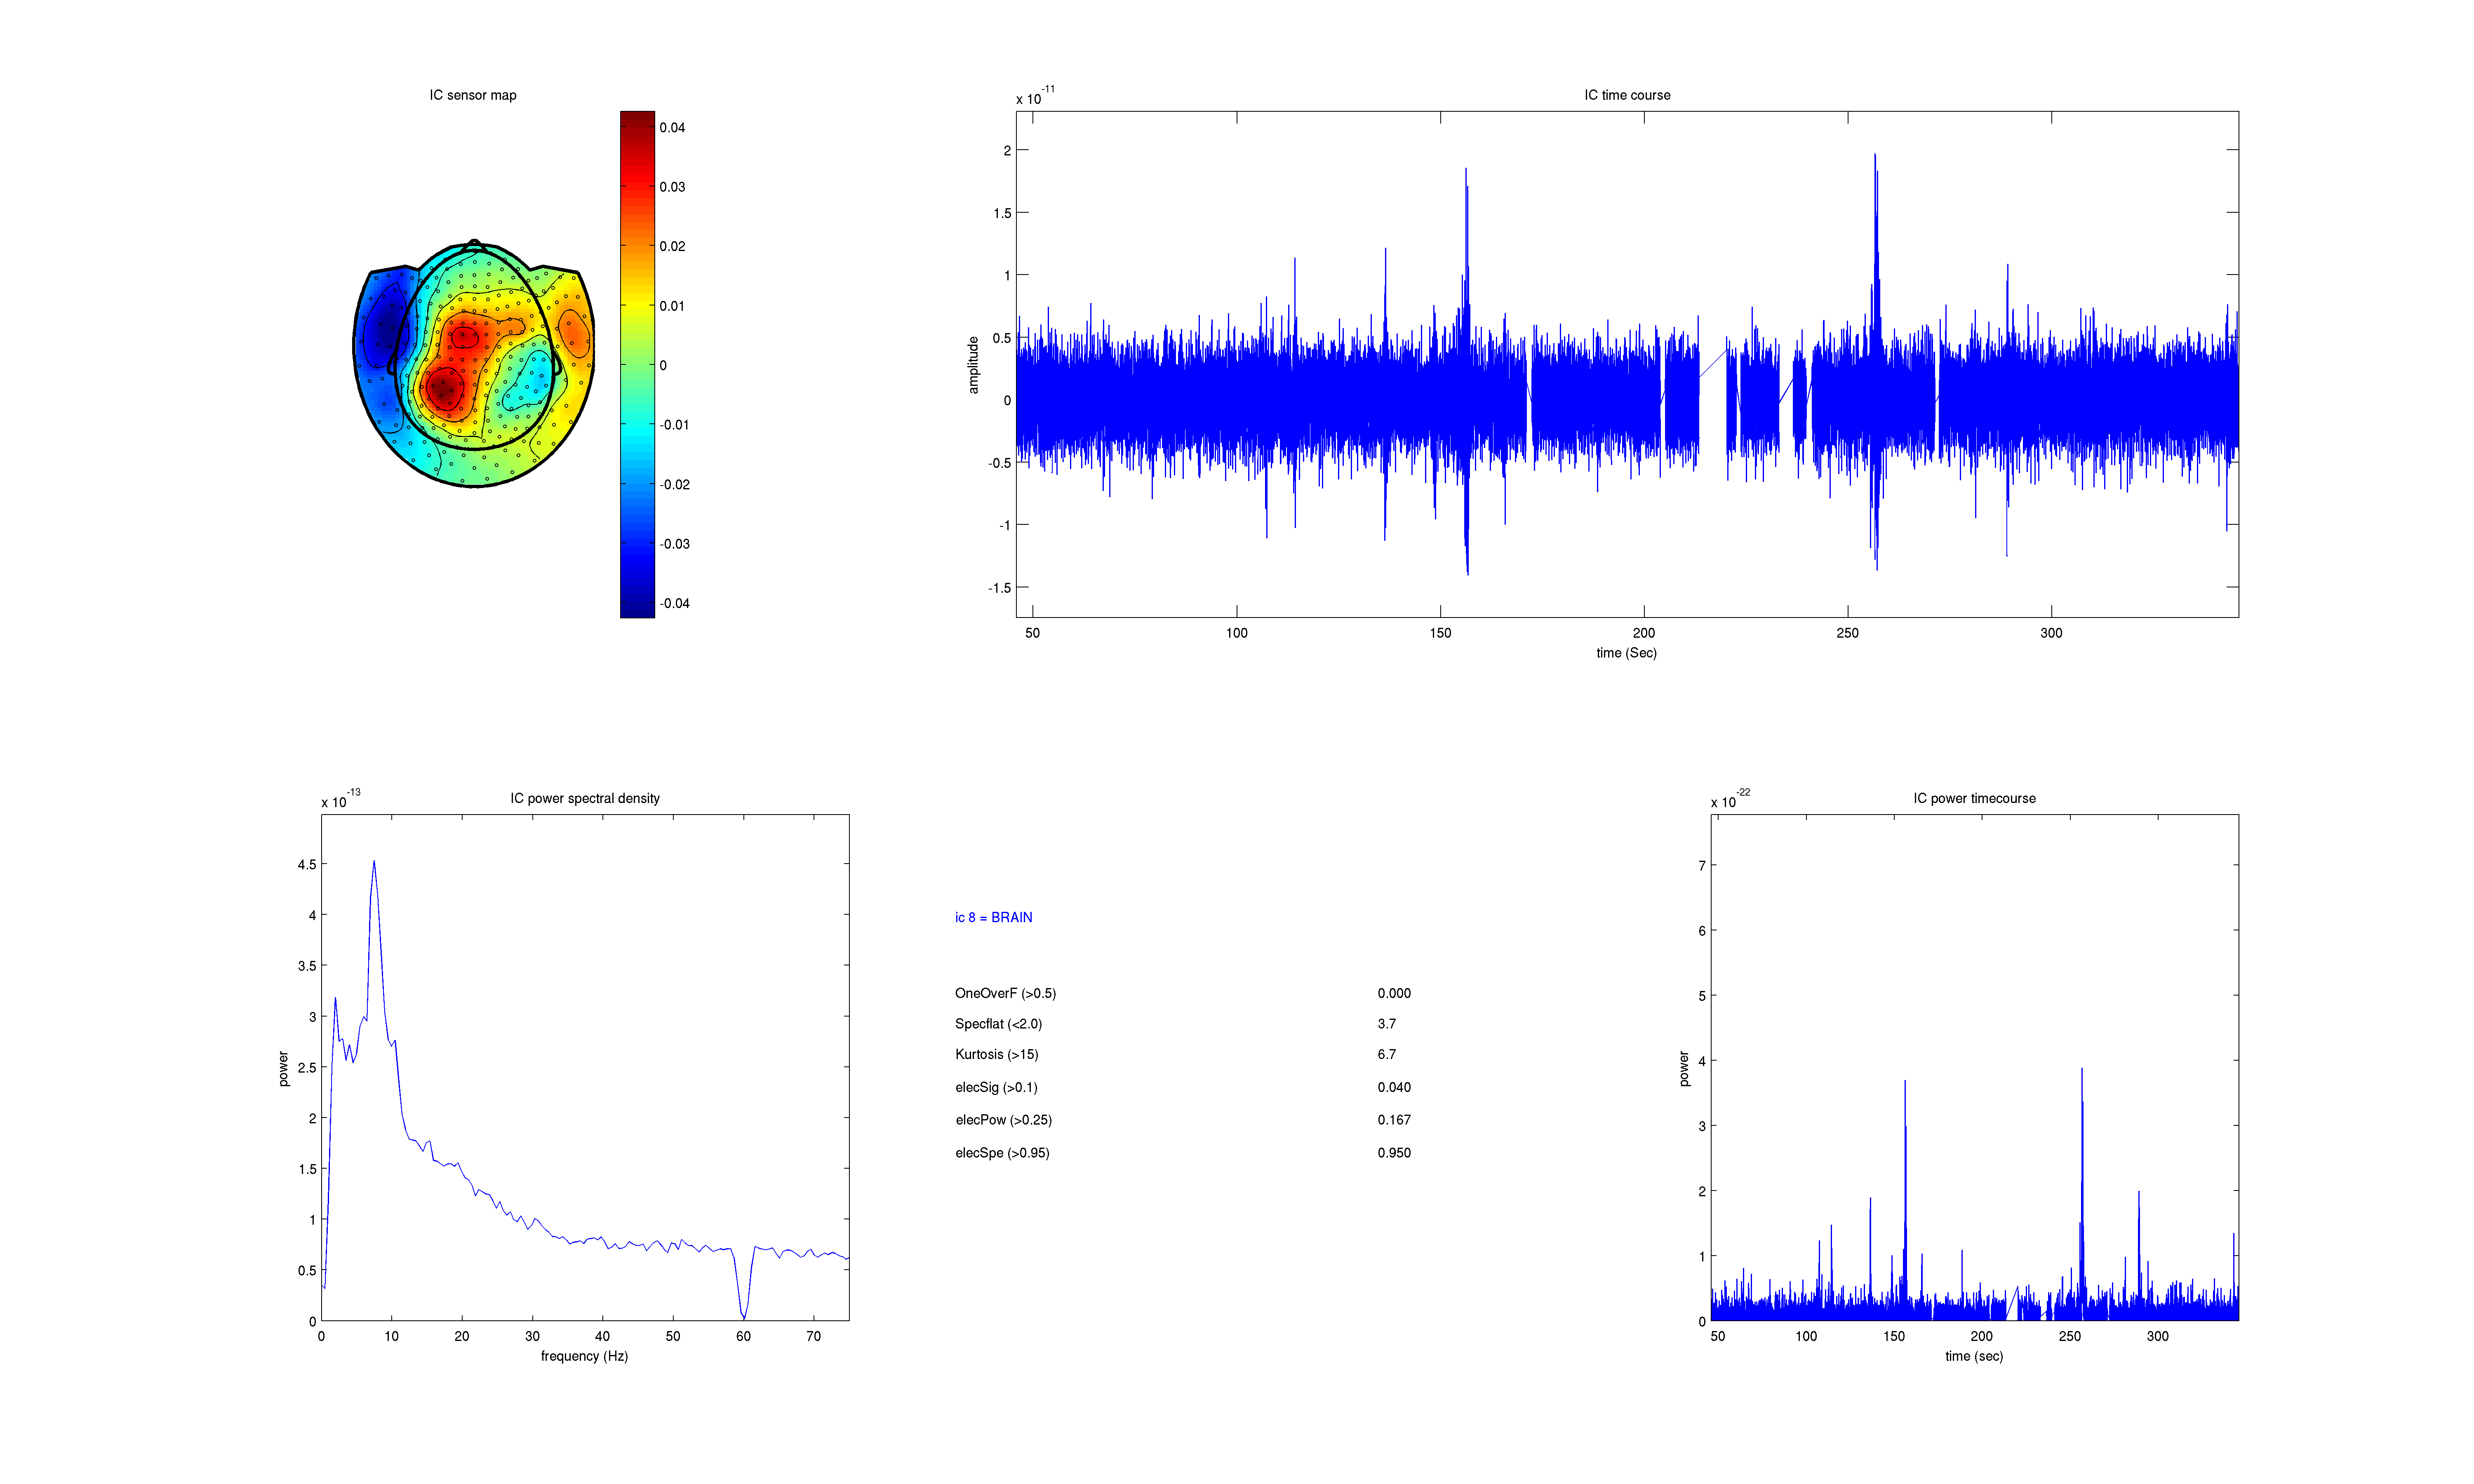 IC sensor map
0.04
0.03
0.02
0.01
0
-0.01
-0.02
-0.03
-0.04
IC time course
x 10-11
2
1.5
1
0.5
0
-0.5
-1
-1.5
amplitude
50 100 150 200 250 300
time (Sec)
IC power spectral density
x 10-13
4.5
4
3.5
3
2.5
2
1.5
1
0.5
0
power
0 10 20 30 40 50 60 70
frequency (Hz)
ic 8 = BRAIN
OneOverF (>0.5) 0.000
Specflat (<2.0) 3.7
Kurtosis (>15) 6.7
elecSig (>0.1) 0.040
elecPow (>0.25) 0.167
elecSpe (>0.95) 0.950
IC power timecourse
x 10-22
7
6
5
4
3
2
1
0
power
50 100 150 200 250 300
time (sec)